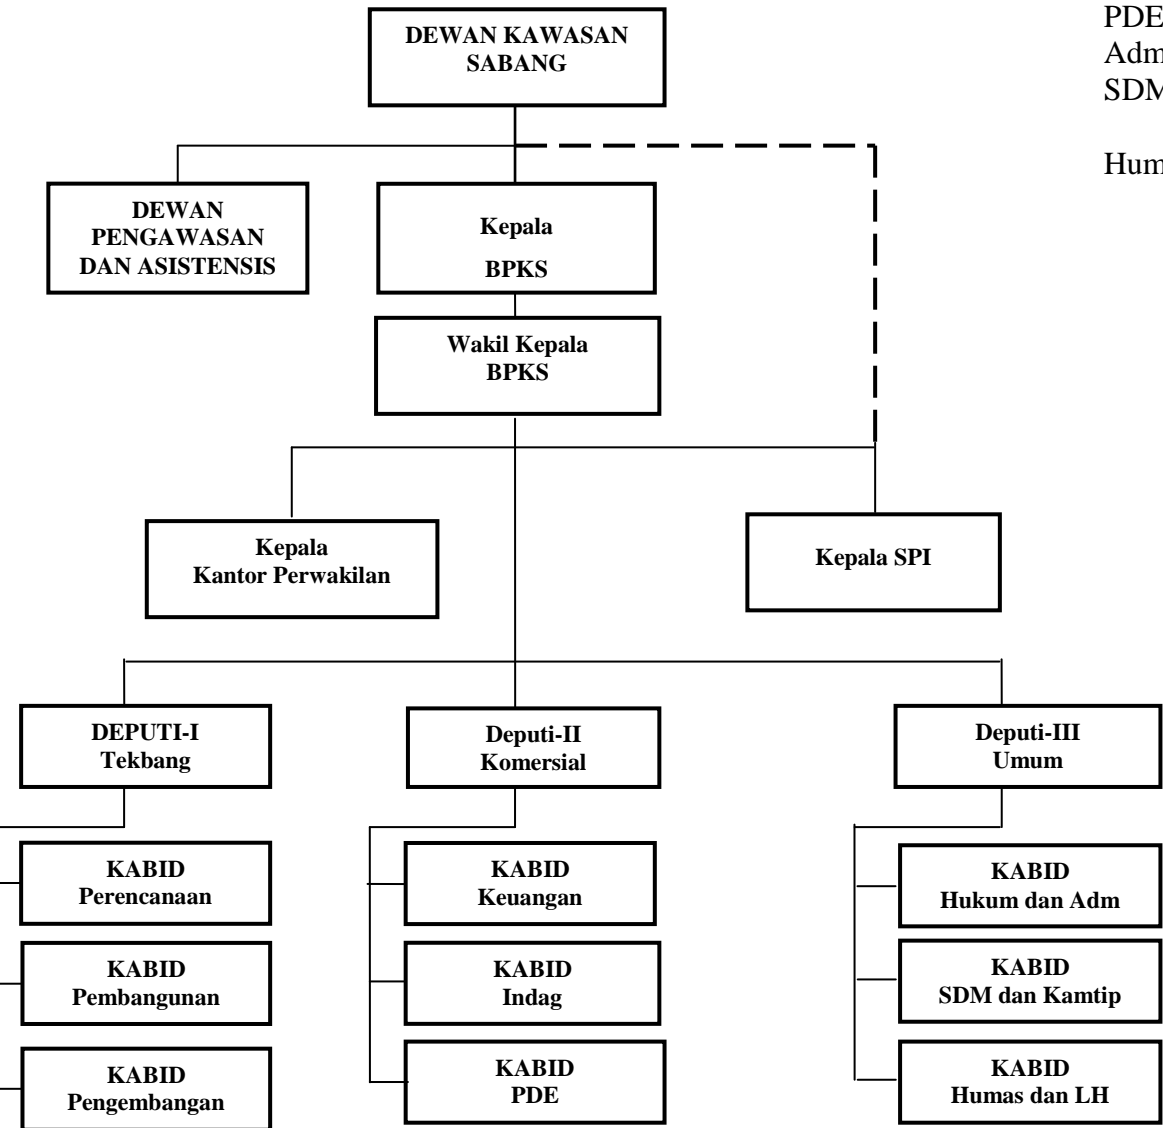 DEWAN KAWASAN
SABANG
DEWAN
PENGAWASAN
DAN ASISTENSIS
Kepala
BPKS
Wakil Kepala
BPKS
Kepala
Kantor Perwakilan
Kepala SPI
DEPUTI-I
Tekbang
Deputi-II
Komersial
Deputi-III
Umum
KABID
Perencanaan
KABID
Pembangunan
KABID
Pengembangan
KABID
Keuangan
KABID
Indag
KABID
PDE
KABID
Hukum dan Adm
KABID
SDM dan Kamtip
KABID
Humas dan LH
PDE
Adm